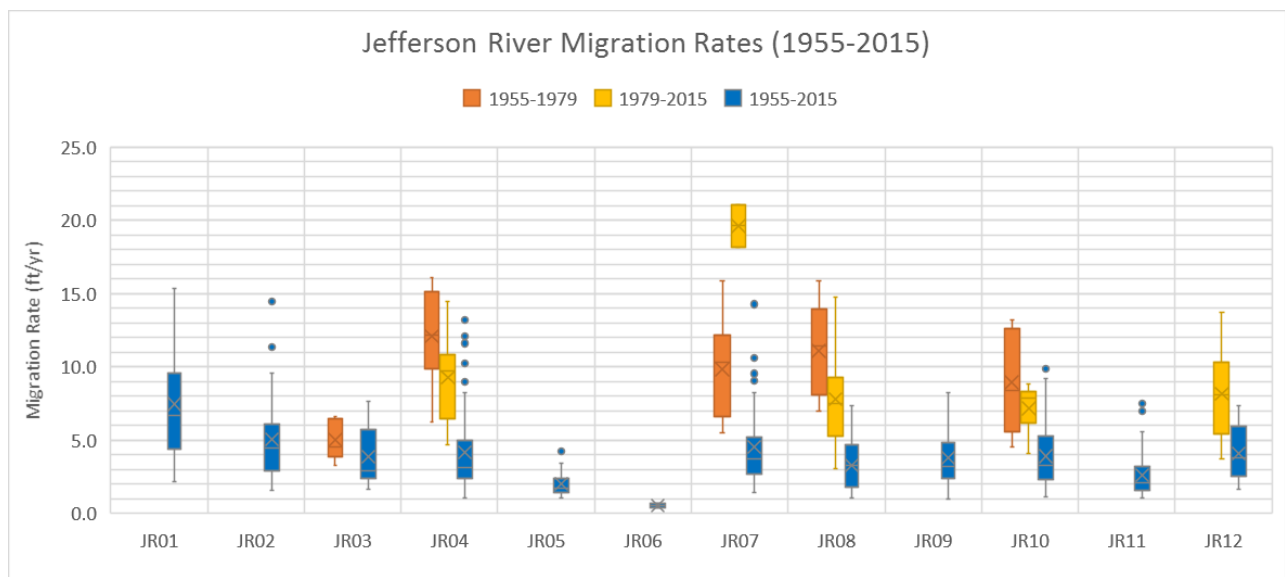 Jefferson River Migration Rates (1955-2015)
1955-1979 1979-2015 1955-2015
Migration Rate (ft/yr)
25.0
20.0
15.0
10.0
5.0
0.0
JR01 JR02 JR03 JR04 JR05 JR06 JR07 JR08 JR09 JR10 JR11 JR12